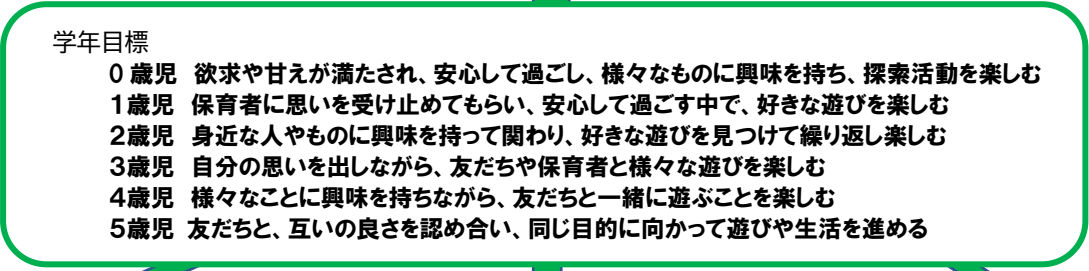 学年目標
0歳児　欲求や甘えが満たされ、安心して過ごし、様々なものに興味を持ち、探索活動を楽しむ
1歳児　保育者に思いを受け止めてもらい、安心して過ごす中で、好きな遊びを楽しむ
2歳児　身近な人やものに興味を持って関わり、好きな遊びを見つけて繰り返し楽しむ
3歳児　自分の思いを出しながら、友だちや保育者と様々な遊びを楽しむ
4歳児　様々なことに興味を持ちながら、友だちと一緒に遊ぶことを楽しむ
5歳児　友だちと、互いの良さを認め合い、同じ目的に向かって遊びや生活を進める